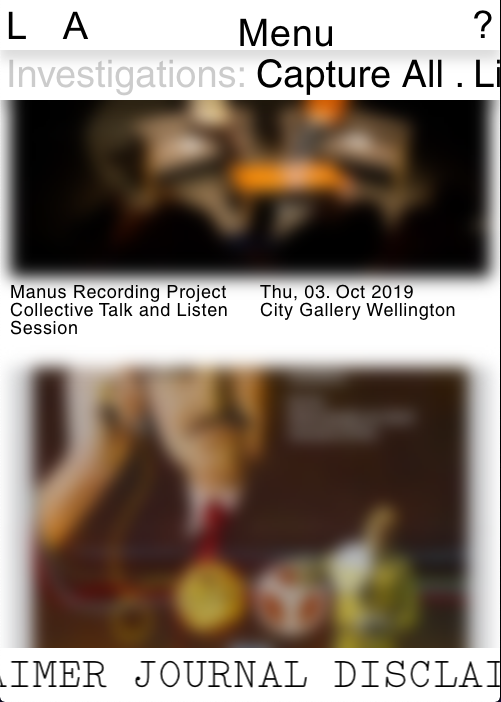 L A Menu ?
Investigations: Capture All . Li
Manus Recording Project
Collective Talk and Listen
Session
Thu, 03. Oct 2019
City Gallery Wellington
AIMER JOURNAL DISCLAI